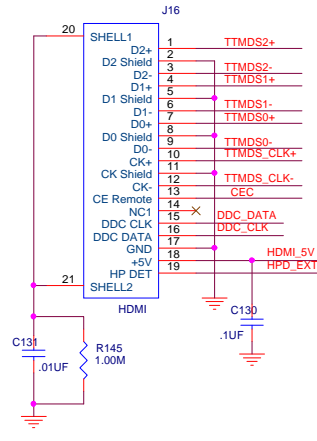 J16
20
SHELL1
D2+ 1 TTMDS2+
D2 Shield 2
D2- 3 TTMDS2-
D1+ 4 TTMDS1+
D1 Shield 5
D1- 6 TTMDS1-
D0+ 7 TTMDS0+
D0 Shield 8
D0- 9 TTMDS0-
CK+ 10 TTMDS_CLK+
CK Shield 11
CK- 12 TTMDS_CLK-
CE Remote 13 CEC
NC1 14
DDC CLK 15 DDC_DATA
DDC DATA 16 DDC_CLK
GND 17
+5V 18 HDMI_5V
HP DET 19 HPD_EXT
21
SHELL2
HDMI
C130
.1UF
C131
.01UF
R145
1.00M